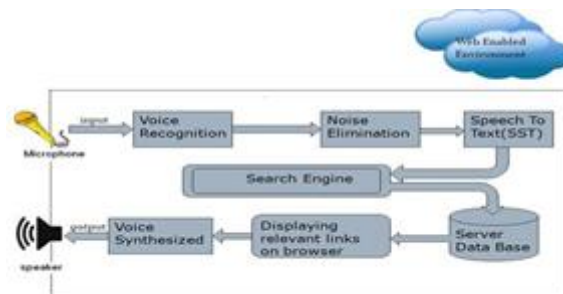 Web Enabled
Environment
input
Voice
Recognition
Noise
Elimination
Speech To
Text(SST)
Microphone
Search Engine
output
Voice
Synthesized
Displaying
relevant links
on browser
Server
Data Base
speaker